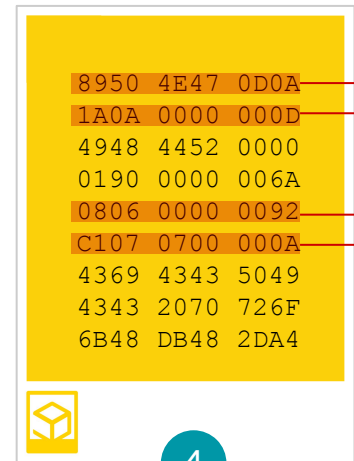 8950 4E47 0D0A
1A0A 0000 000D
4948 4452 0000
0190 0000 006A
0806 0000 0092
C107 0700 000A
4369 4343 5049
4343 2070 726F
6B48 DB48 2DA4
4